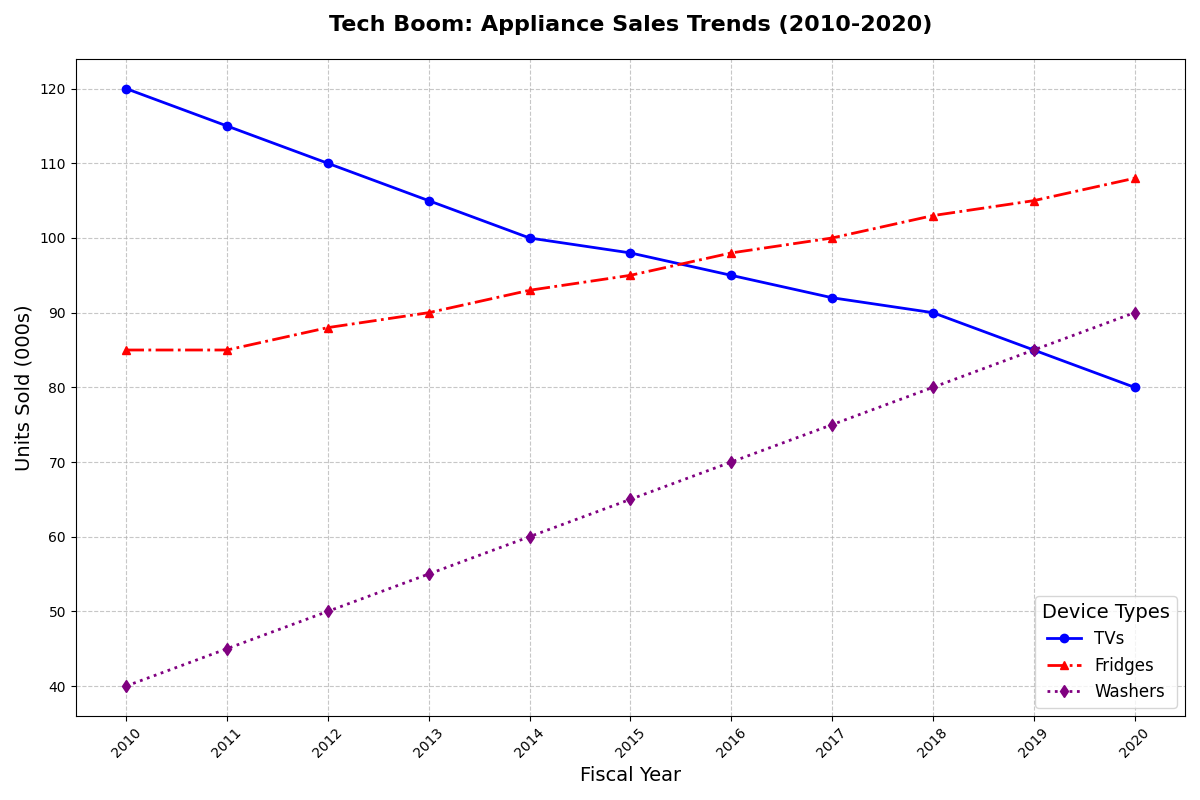 Tech Boom: Appliance Sales Trends (2010-2020)
Units Sold (000s)
120
110
100
90
80
70
60
50
40
2010
2011
2012
2013
2014
2015
2016
2017
2018
2019
2020
Fiscal Year
Device Types
TVs
Fridges
Washers